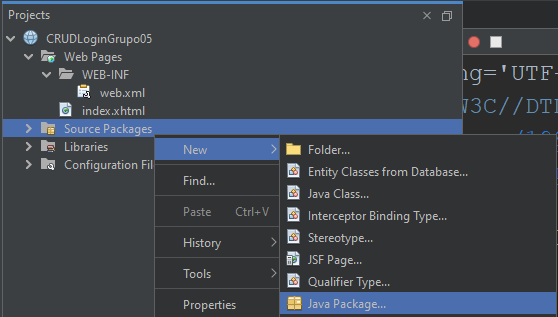 Projects
CRUDLoginGrupo05
Web Pages
WEB-INF
web.xml
index.xhtml
Source Packages
Libraries
Configuration Fil
ng='UTF-
W3C//DTD
New
Find...
Paste Ctrl+V
History
Tools
Properties
Folder...
Entity Classes from Database...
Java Class...
Interceptor Binding Type...
Stereotype...
JSF Page...
Qualifier Type...
Java Package...